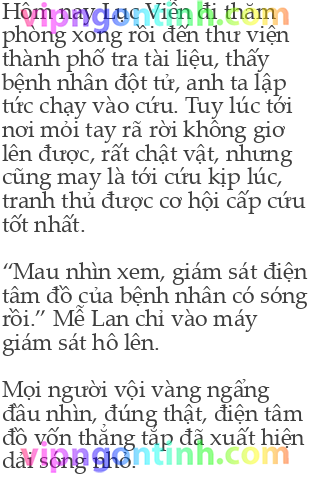 Hôm nay Lục Viễn đi thăm
phòng xong rồi đến thư viện
thành phố tra tài liệu, thấy
bệnh nhân đột tử, anh ta lập
tức chạy vào cứu. Tuy lúc tới
nơi mỏi tay rã rời không giơ
lên được, rất chật vật, nhưng
cũng may là tới cứu kịp lúc,
tranh thủ được cơ hội cấp cứu
tốt nhất.
“Mau nhìn xem, giám sát điện
tâm đồ của bệnh nhân có sóng
rồi.” Mễ Lan chỉ vào máy
giám sát hô lên.
Mọi người vội vàng ngẩng
đầu nhìn, đúng thật, điện tâm
đồ vốn thẳng tắp đã xuất hiện
dải sóng nhỏ.
vipngontinh.com
vipngontinh.com